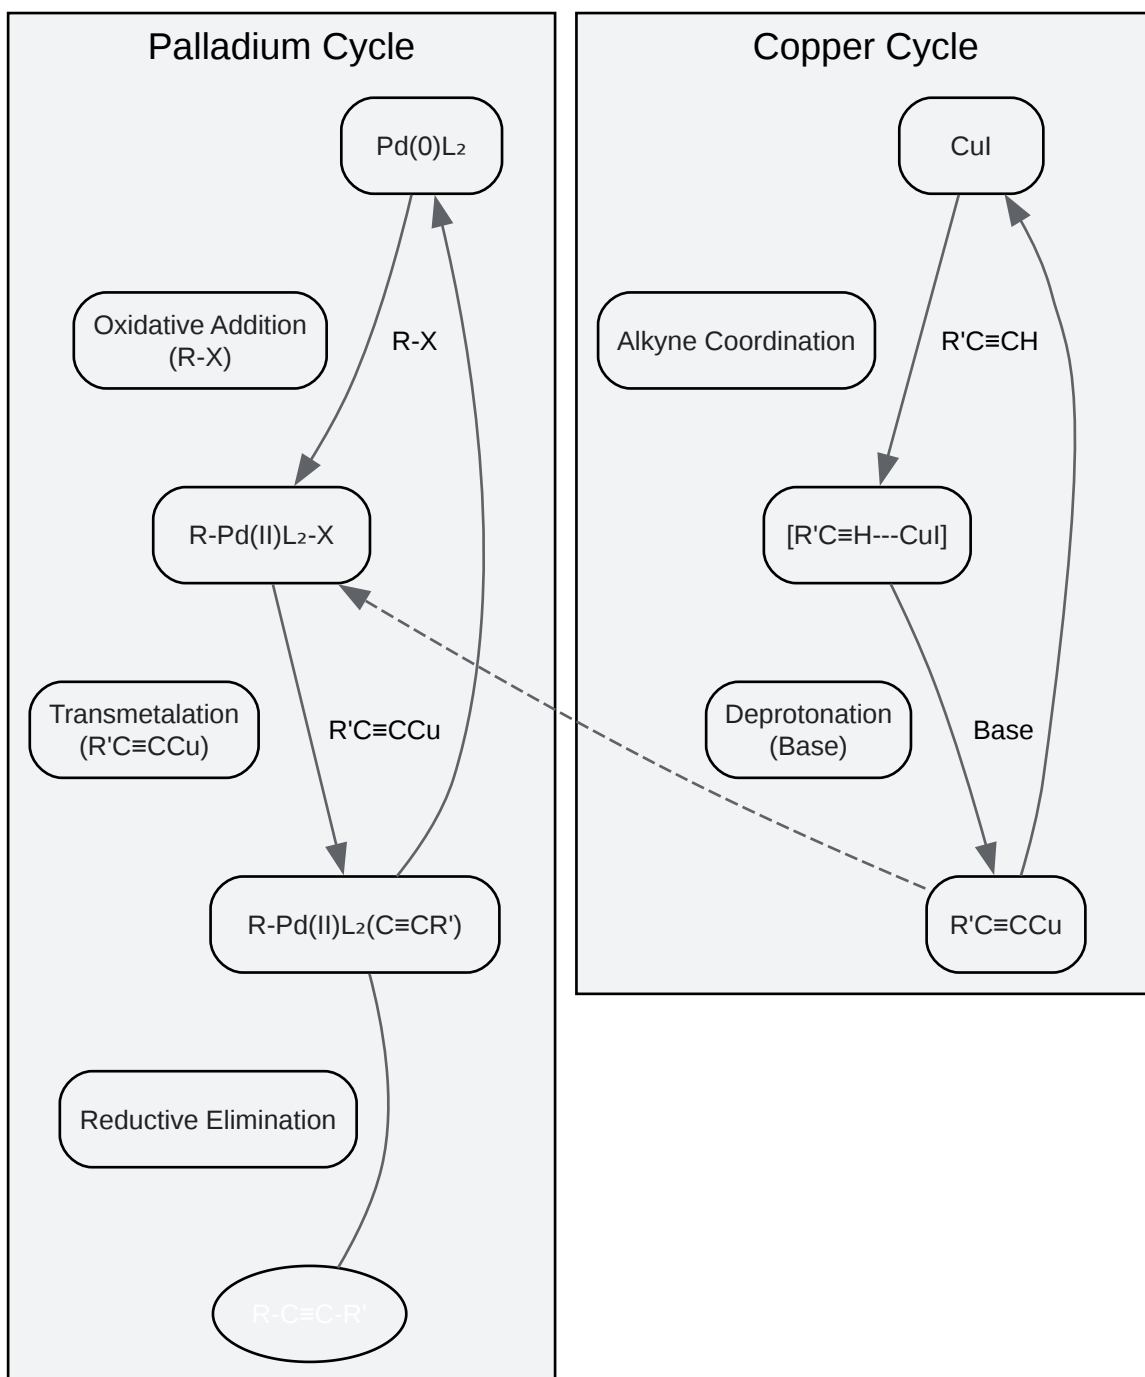 Palladium Cycle
Pd(0)L₂
Oxidative Addition
(R-X)
R-X
R-Pd(II)L₂-X
Transmetalation
(R'C≡CCu)
R'C≡CCu
R-Pd(II)L₂(C≡CR')
Reductive Elimination
R-C≡C-R'
Copper Cycle
CuI
Alkyne Coordination
R'C≡CH
[R'C≡H---CuI]
Deprotonation
(Base)
Base
R'C≡CCu